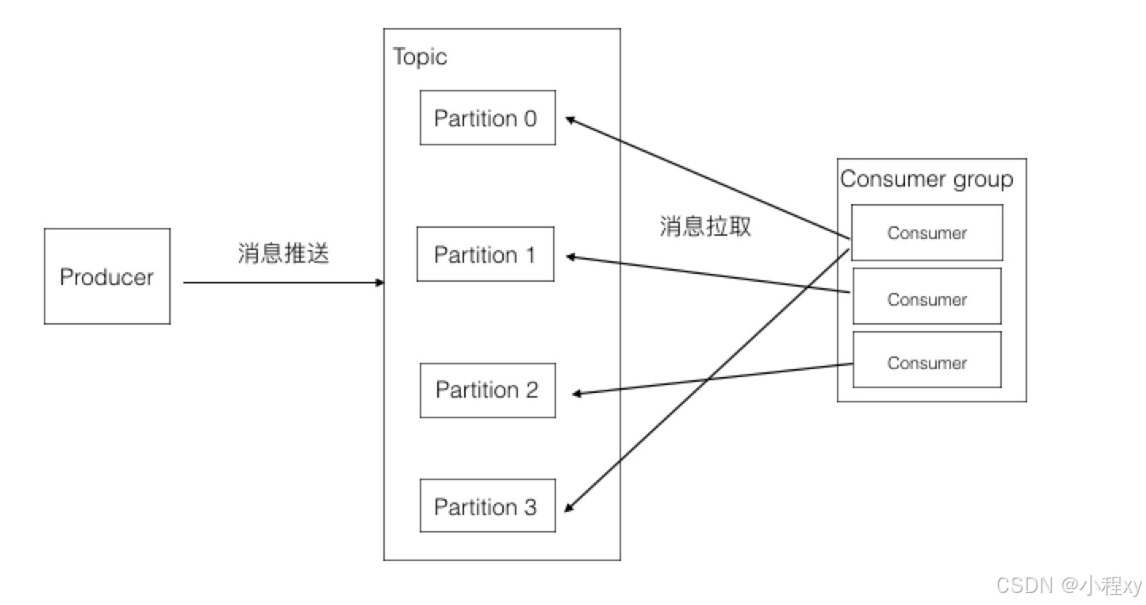 Topic
Partition 0
Consumer group
消息拉取
Consumer
消息推送
Partition 1
Producer
Consumer
Consumer
Partition 2
Partition 3
CSDN @小程xy